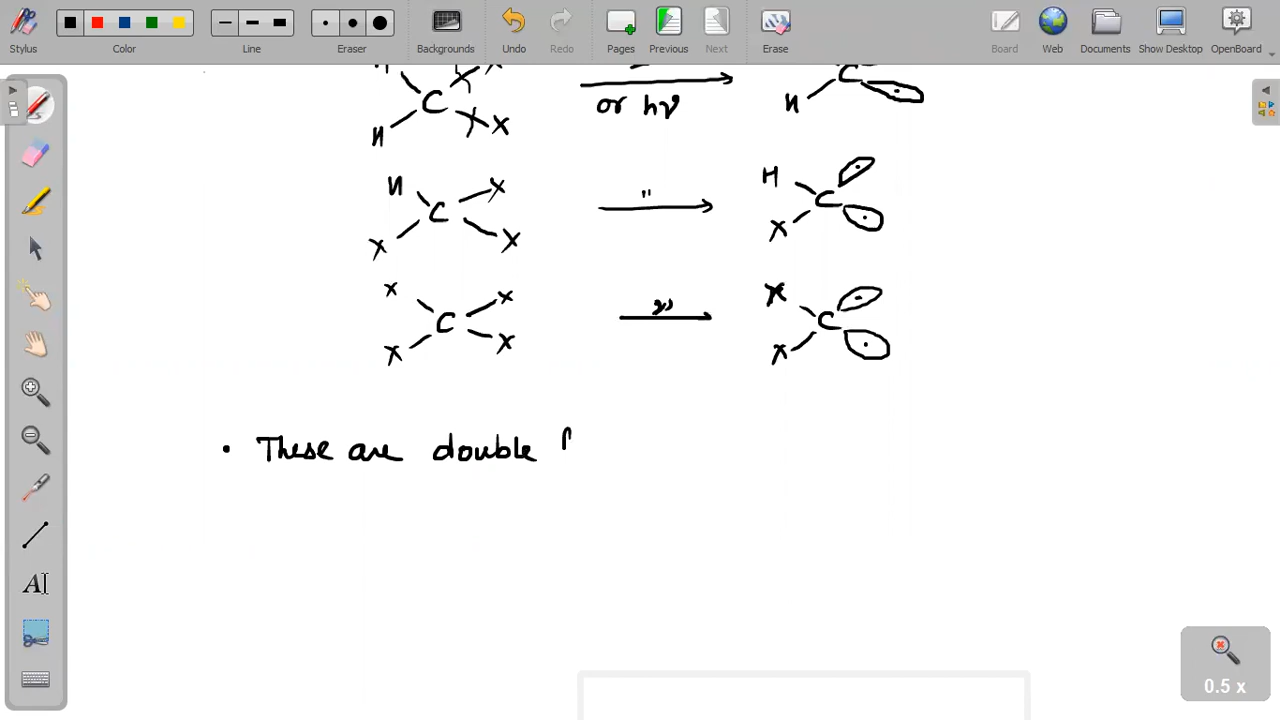 Stylus Color Line Eraser Backgrounds Undo Redo Pages Previous Next Erase Board Web Documents Show Desktop OpenBoard
H C X
H X
or hν
H C
H X C X X
"
H X C
X X C X X
"
X X C
• These are double
0.5 x